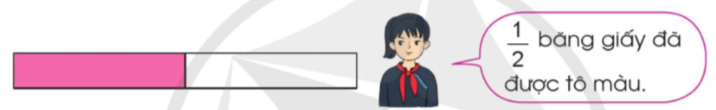 1/2 băng giấy đã
được tô màu.